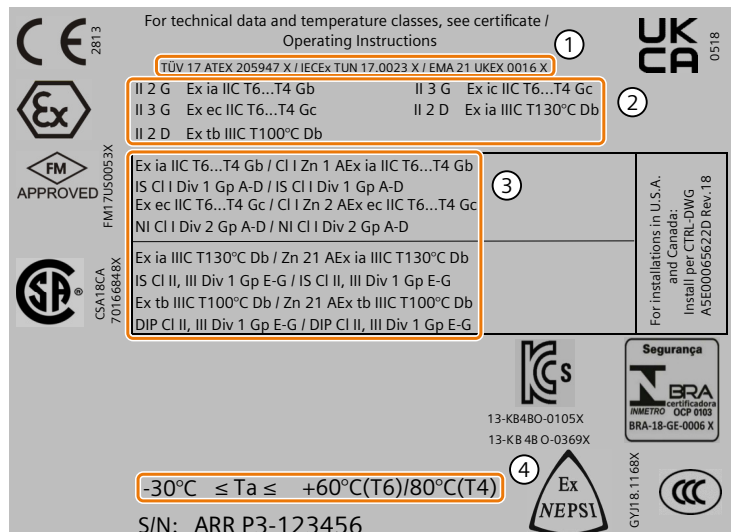 For technical data and temperature classes, see certificate /
Operating Instructions
CE
2813
1
UK
CA
0518
TÜV 17 ATEX 205947 X / IECEx TUN 17.0023 X / EMA 21 UKEX 0016 X
II 2 G Ex ia IIC T6...T4 Gb
II 3 G Ex ic IIC T6...T4 Gc
II 3 G Ex ec IIC T6...T4 Gc
II 2 D Ex ia IIIC T130°C Db
II 2 D Ex tb IIIC T100°C Db
2
Ex
FM
APPROVED
FM17US0053X
Ex ia IIC T6...T4 Gb / Cl I Zn 1 AEx ia IIC T6...T4 Gb
IS Cl I Div 1 Gp A-D / IS Cl I Div 1 Gp A-D
Ex ec IIC T6...T4 Gc / Cl I Zn 2 AEx ec IIC T6...T4 Gc
NI Cl I Div 2 Gp A-D / NI Cl I Div 2 Gp A-D
3
SA®
CSA18CA
70166848X
Ex ia IIIC T130°C Db / Zn 21 AEx ia IIIC T130°C Db
IS Cl II, III Div 1 Gp E-G / IS Cl II, III Div 1 Gp E-G
Ex tb IIIC T100°C Db / Zn 21 AEx tb IIIC T100°C Db
DIP Cl II, III Div 1 Gp E-G / DIP Cl II, III Div 1 Gp E-G
For installations in U.S.A.
and Canada:
Install per CTRL-DWG
A5E00065622D Rev.18
s
13-KB4BO-0105X
13-KB 4B O-0369X
Segurança
BRA
certificadora
INMETRO OCP 0103
BRA-18-GE-0006 X
-30°C ≤ Ta ≤ +60°C(T6)/80°C(T4)
4
Ex
NEPSI
GYJ18.1168X
CCC
S/N: ARR P3-123456